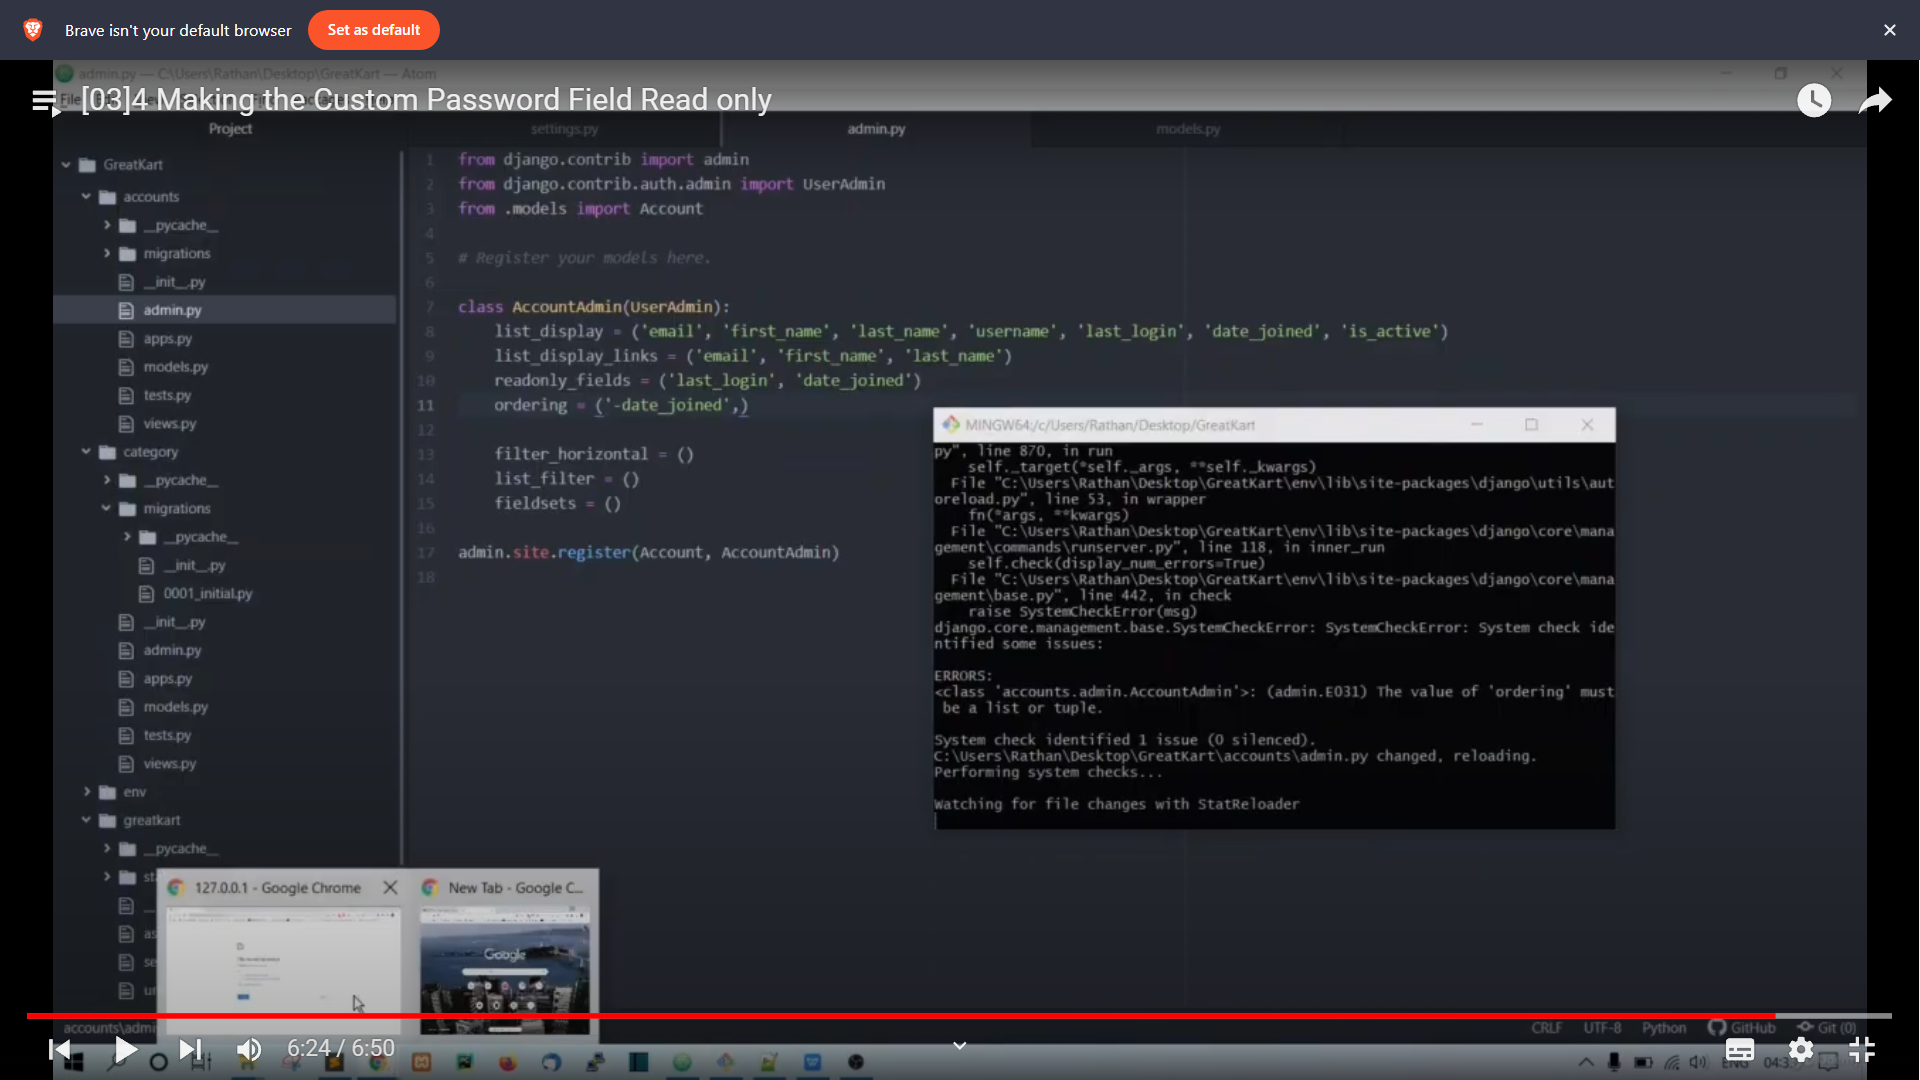 Brave isn't your default browser
Set as default
admin.py — C:\Users\Rathan\Desktop\GreatKart — Atom
[03]4 Making the Custom Password Field Read only
File
Project
settings.py
admin.py
models.py
GreatKart
accounts
__pycache__
migrations
__init__.py
admin.py
apps.py
models.py
tests.py
views.py
category
__pycache__
migrations
__pycache__
__init__.py
0001_initial.py
__init__.py
admin.py
apps.py
models.py
tests.py
views.py
env
greatkart
__pycache__
1 from django.contrib import admin
2 from django.contrib.auth.admin import UserAdmin
3 from .models import Account
4
5 # Register your models here.
6
7 class AccountAdmin(UserAdmin):
8 list_display = ('email', 'first_name', 'last_name', 'username', 'last_login', 'date_joined', 'is_active')
9 list_display_links = ('email', 'first_name', 'last_name')
10 readonly_fields = ('last_login', 'date_joined')
11 ordering = ('-date_joined',)
12
13 filter_horizontal = ()
14 list_filter = ()
15 fieldsets = ()
16
17 admin.site.register(Account, AccountAdmin)
18
MINGW64:/c/Users/Rathan/Desktop/GreatKart
py", line 870, in run
self._target(*self._args, **self._kwargs)
File "C:\Users\Rathan\Desktop\GreatKart\env\lib\site-packages\django\utils\aut
oreload.py", line 53, in wrapper
fn(*args, **kwargs)
File "C:\Users\Rathan\Desktop\GreatKart\env\lib\site-packages\django\core\mana
gement\commands\runserver.py", line 118, in inner_run
self.check(display_num_errors=True)
File "C:\Users\Rathan\Desktop\GreatKart\env\lib\site-packages\django\core\mana
gement\base.py", line 442, in check
raise SystemCheckError(msg)
django.core.management.base.SystemCheckError: SystemCheckError: System check ide
ntified some issues:
ERRORS:
<class 'accounts.admin.AccountAdmin'>: (admin.E031) The value of 'ordering' must
be a list or tuple.
System check identified 1 issue (0 silenced).
C:\Users\Rathan\Desktop\GreatKart\accounts\admin.py changed, reloading.
Performing system checks...
Watching for file changes with StatReloader
127.0.0.1 - Google Chrome
New Tab - Google C...
Google
accounts\admi
CRLF
UTF-8
Python
GitHub
Git (0)
6:24 / 6:50
ENG